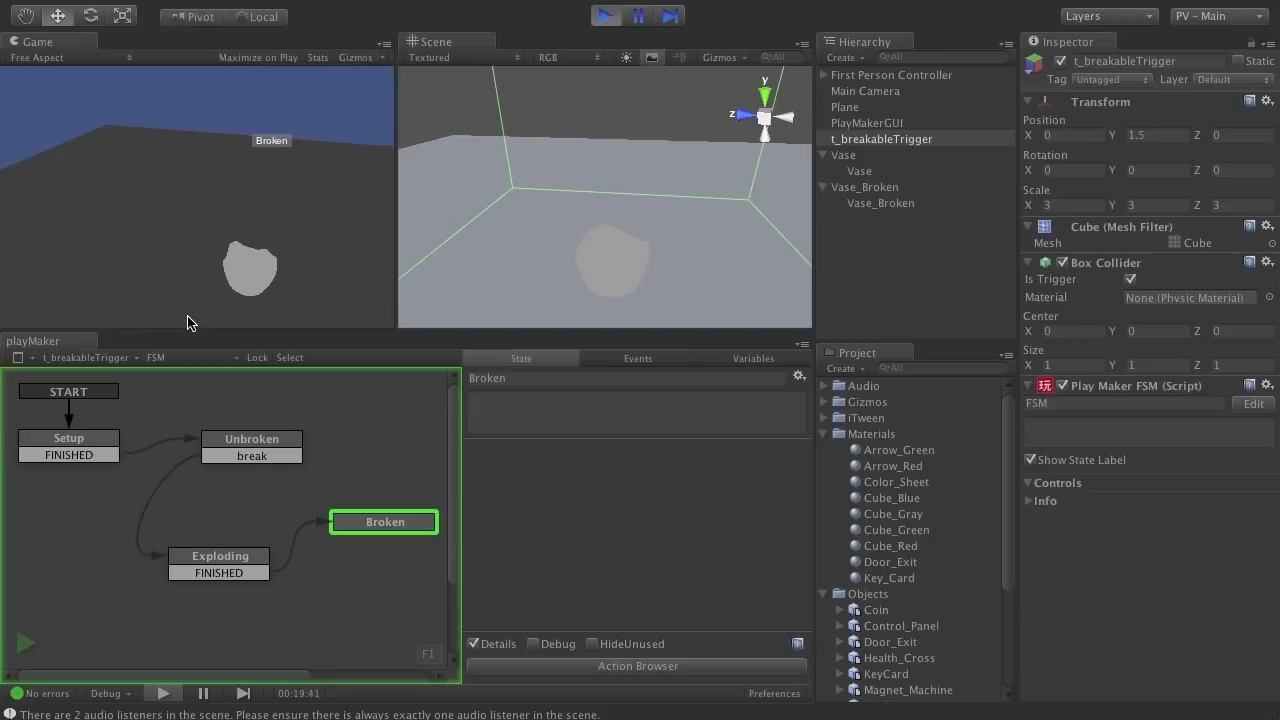 Pivot Local Layers PV - Main
Game
Free Aspect Maximize on Play Stats Gizmos
Broken
Scene
Textured RGB Gizmos All
y
z
Hierarchy
Create All
First Person Controller
Main Camera
Plane
PlayMakerGUI
t_breakableTrigger
Vase
Vase
Vase_Broken
Vase_Broken
Inspector
t_breakableTrigger Static
Tag Untagged Layer Default
Transform
Position
X 0 Y 1.5 Z 0
Rotation
X 0 Y 0 Z 0
Scale
X 3 Y 3 Z 3
Cube (Mesh Filter)
Mesh Cube
Box Collider
Is Trigger
Material None (Physic Material)
Center
X 0 Y 0 Z 0
Size
X 1 Y 1 Z 1
玩 Play Maker FSM (Script)
FSM Edit
Show State Label
Controls
Info
playMaker
t_breakableTrigger FSM Lock Select
START
Setup
FINISHED
Unbroken
break
Broken
Exploding
FINISHED
F1
No errors Debug 00:19:41 Preferences
State Events Variables
Broken
Details Debug HideUnused
Action Browser
Project
Create All
Audio
Gizmos
iTween
Materials
Arrow_Green
Arrow_Red
Color_Sheet
Cube_Blue
Cube_Gray
Cube_Green
Cube_Red
Door_Exit
Key_Card
Objects
Coin
Control_Panel
Door_Exit
Health_Cross
KeyCard
Magnet_Machine
There are 2 audio listeners in the scene. Please ensure there is always exactly one audio listener in the scene.